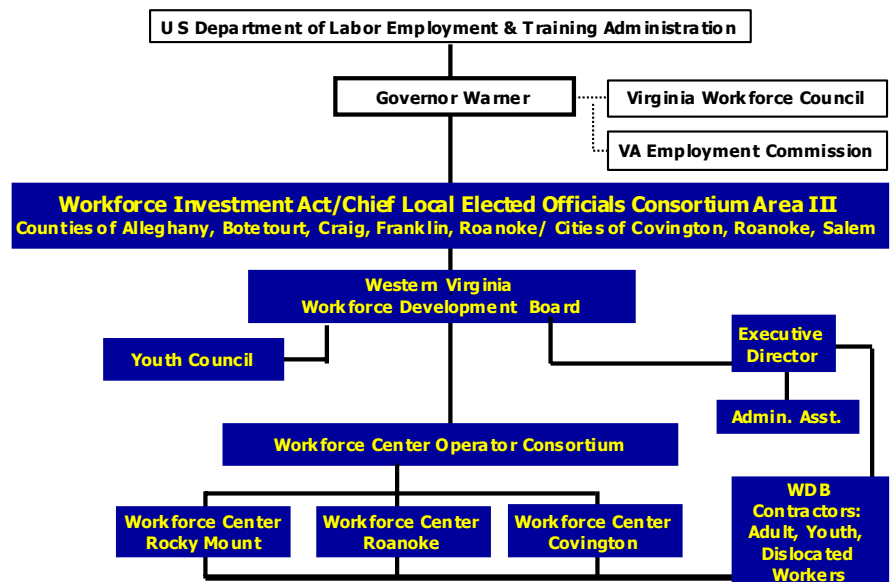 US Department of Labor Employment & Training Administration
Governor Warner
Virginia Workforce Council
VA Employment Commission
Workforce Investment Act/Chief Local Elected Officials Consortium Area III
Counties of Alleghany, Botetourt, Craig, Franklin, Roanoke/ Cities of Covington, Roanoke, Salem
Western Virginia
Workforce Development Board
Executive
Director
Youth Council
Admin. Asst.
Workforce Center Operator Consortium
Workforce Center
Rocky Mount
Workforce Center
Roanoke
Workforce Center
Covington
WDB
Contractors:
Adult, Youth,
Dislocated
Workers